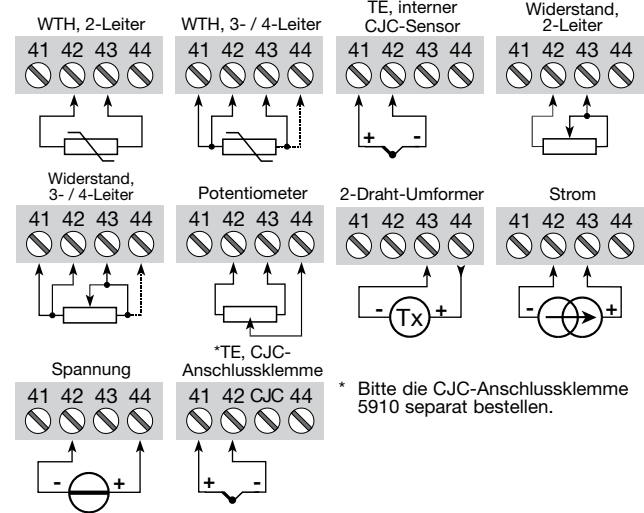 WTH, 2-Leiter
41 42 43 44
WTH, 3- / 4-Leiter
41 42 43 44
TE, interner
CJC-Sensor
41 42 43 44
+ -
Widerstand,
2-Leiter
41 42 43 44
Widerstand,
3- / 4-Leiter
41 42 43 44
Potentiometer
41 42 43 44
2-Draht-Umformer
41 42 43 44
- Tx +
Strom
41 42 43 44
- +
Spannung
41 42 43 44
- +
*TE, CJC-
Anschlussklemme
41 42 CJC 44
+ -
* Bitte die CJC-Anschlussklemme
5910 separat bestellen.